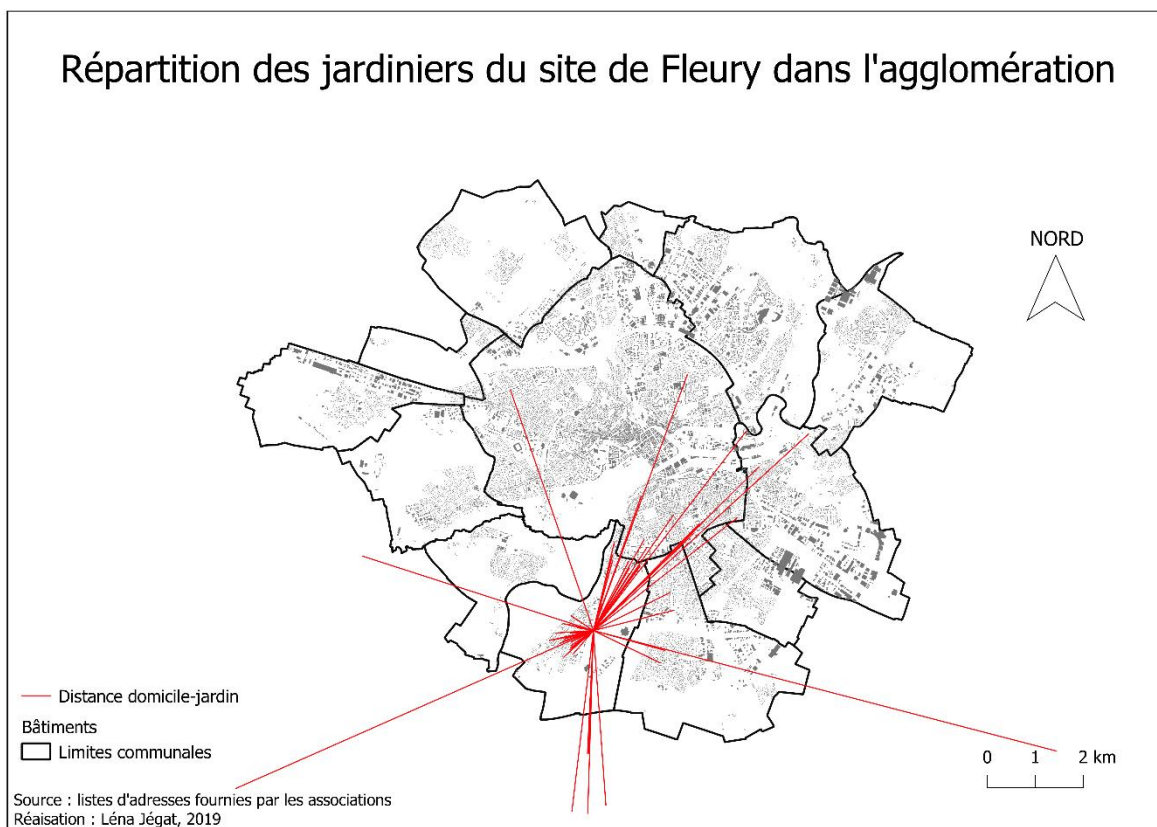 Répartition des jardiniers du site de Fleury dans l'agglomération
NORD
Distance domicile-jardin
Bâtiments
Limites communales
0 1 2 km
Source : listes d'adresses fournies par les associations
Réaisation : Léna Jégat, 2019